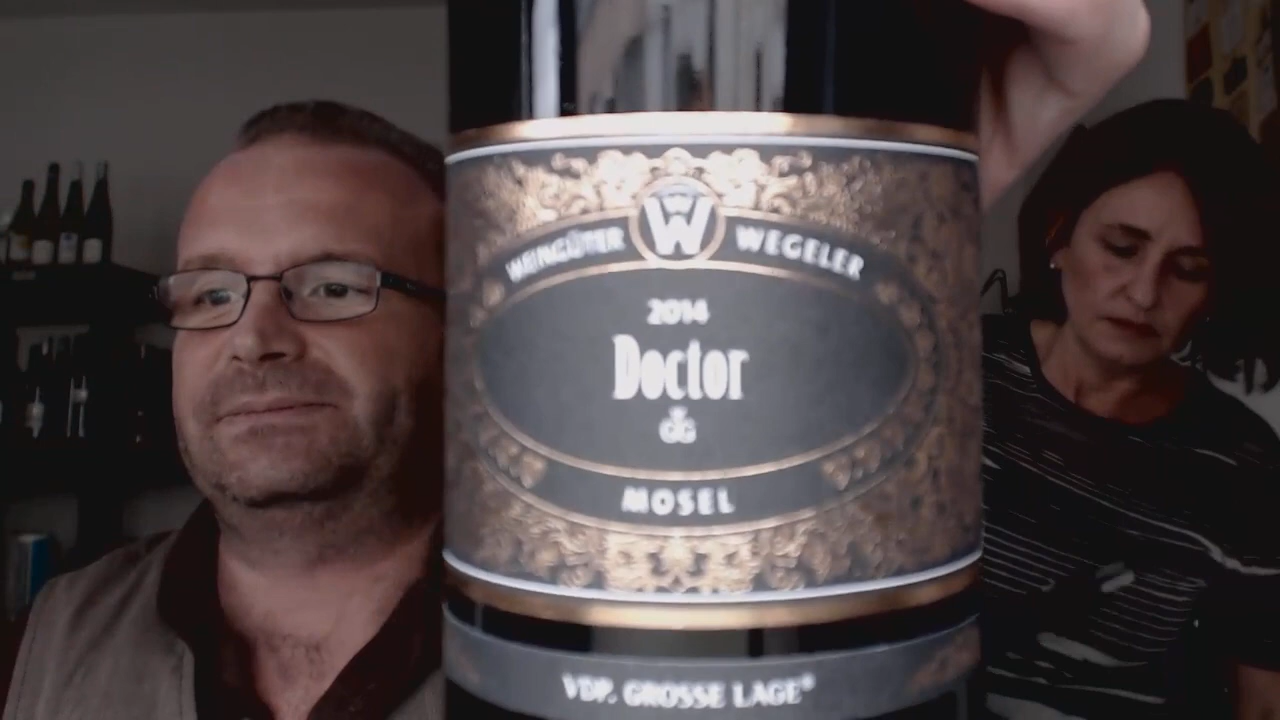 W
WEINGÜTER WEGELER
2014
Doctor
GG
MOSEL
VDP. GROSSE LAGE®